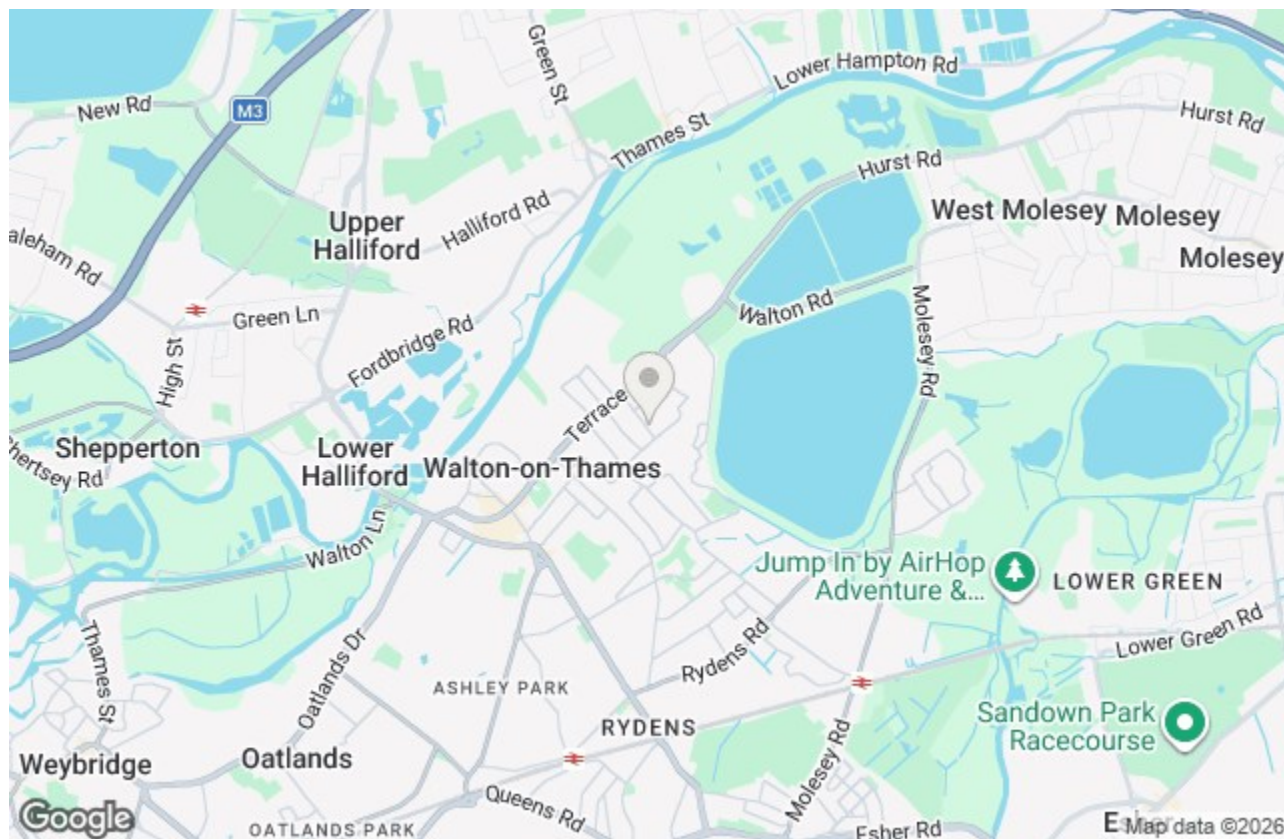 Lower Hampton Rd
Green St
New Rd
M3
Hurst Rd
Thames St
Hurst Rd
Upper
Halliford
Halliford Rd
West Molesey
Molesey
Molesey
aleham Rd
Green Ln
Walton Rd
Molesey Rd
High St
Fordbridge Rd
Terrace
Shepperton
Lower
Halliford
Walton-on-Thames
hertsey Rd
Walton Ln
Jump In by AirHop
Adventure &...
LOWER GREEN
Thames St
Oatlands Dr
Rydens Rd
Lower Green Rd
ASHLEY PARK
RYDENS
Sandown Park
Racecourse
Weybridge
Oatlands
Molesey Rd
Queens Rd
Google
OATLANDS PARK
Esher Rd
Map data ©2026